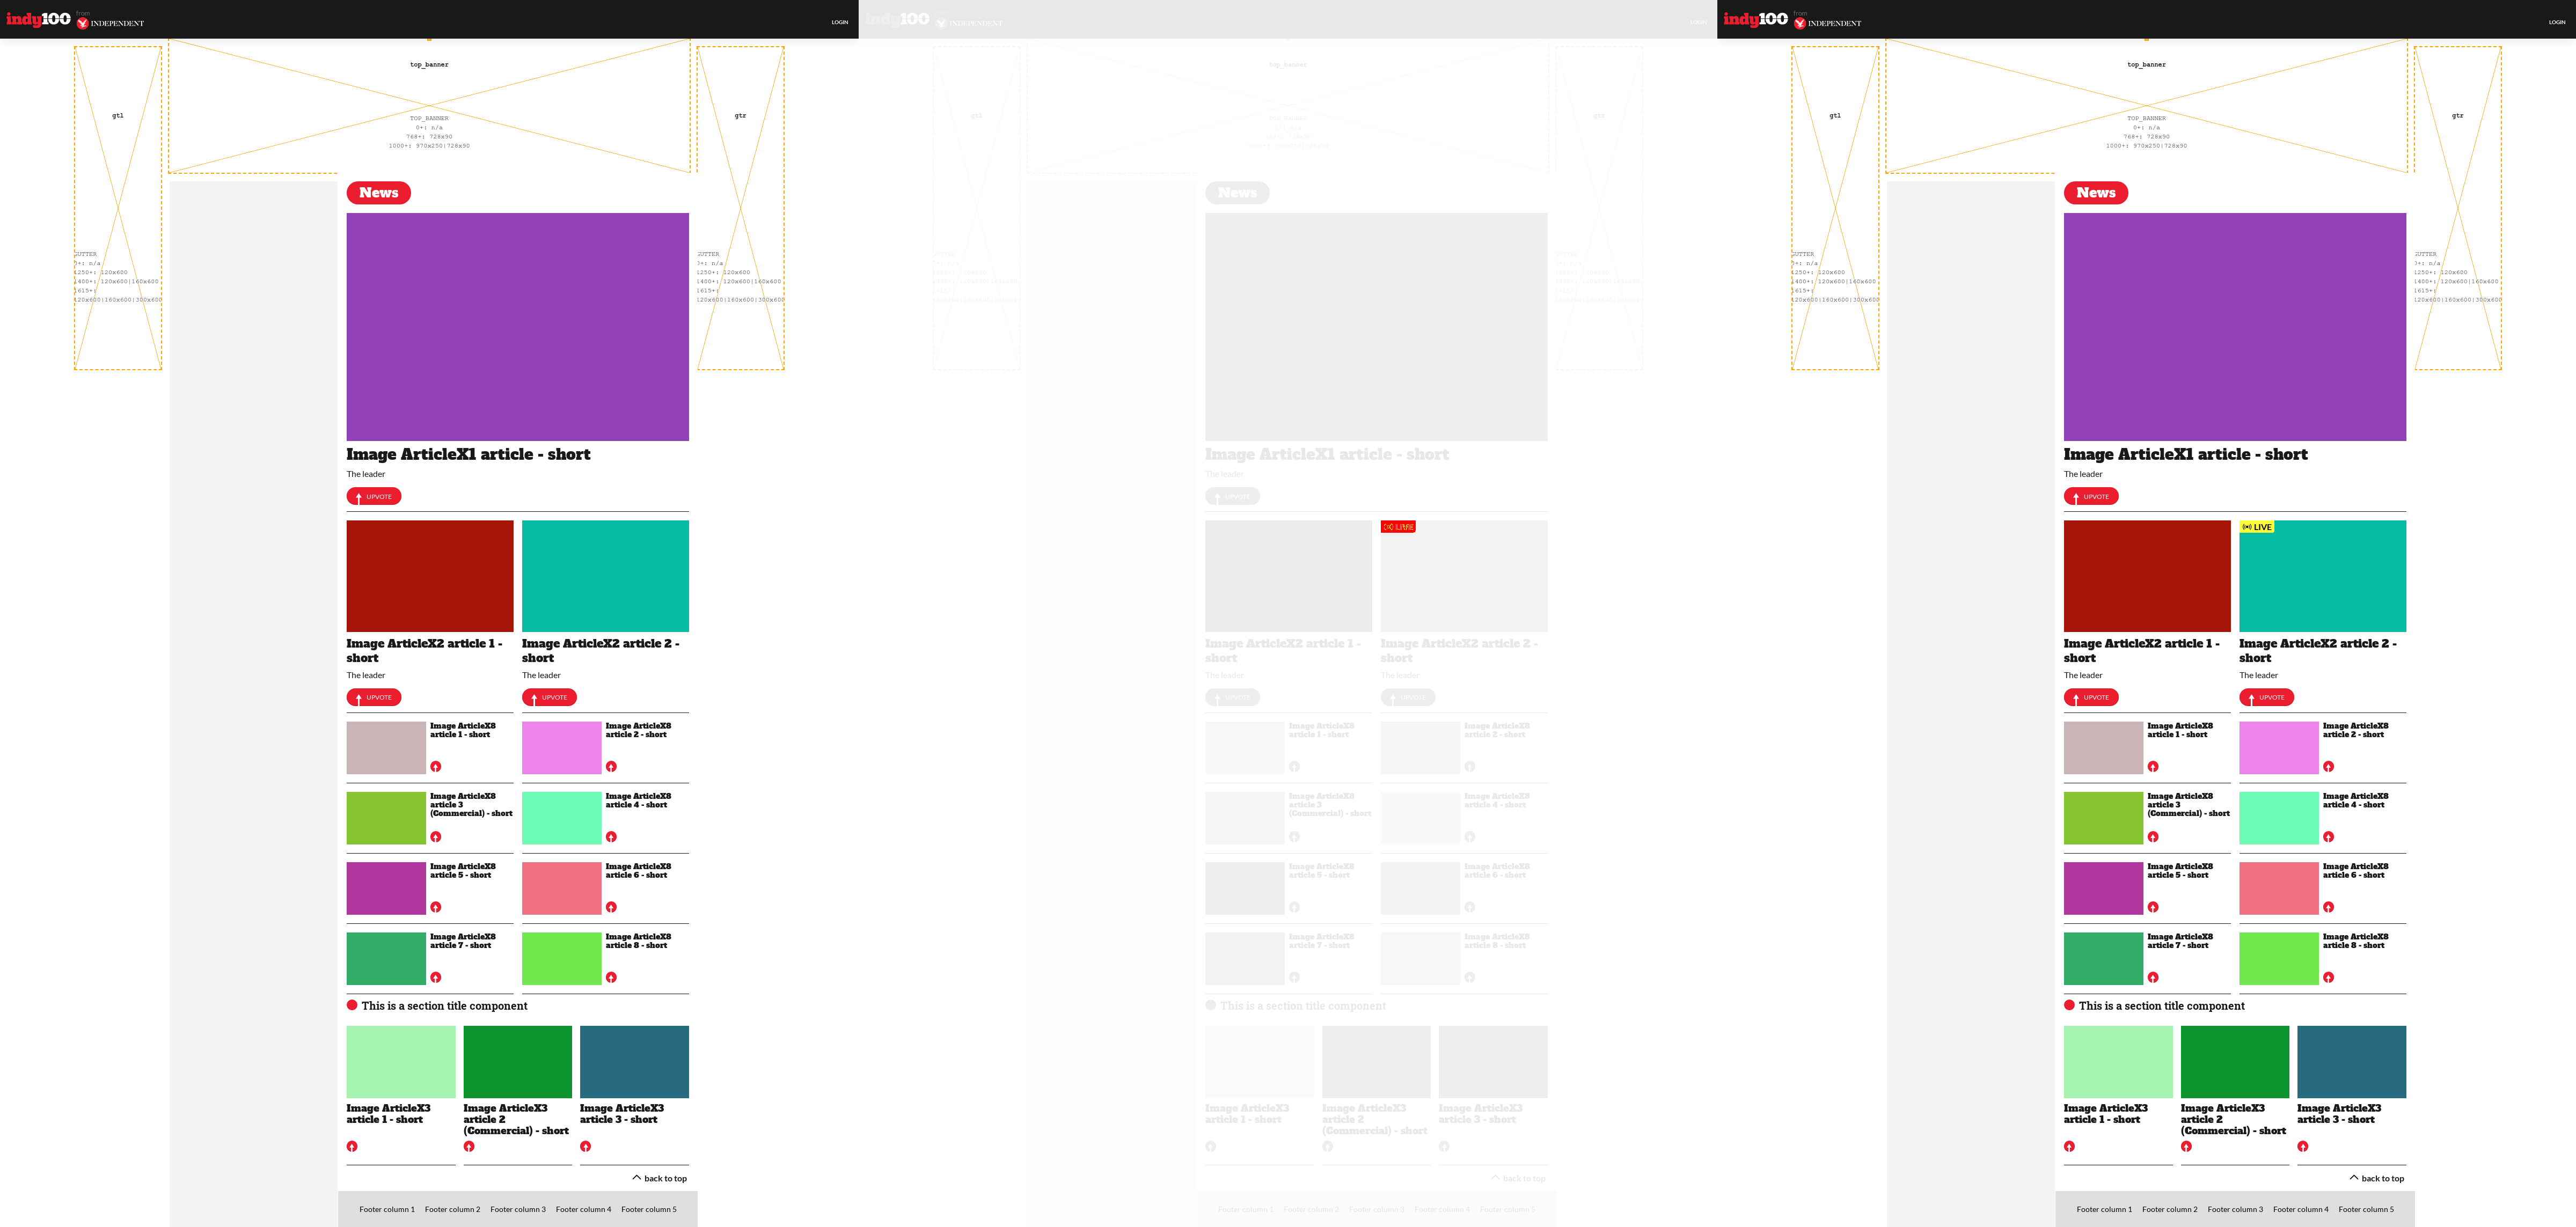 indy100
from
INDEPENDENT
LOGIN
top_banner
gtl
gtr
TOP_BANNER
0+: n/a
768+: 728x90
1000+: 970x250|728x90
GUTTER
0+: n/a
1250+: 120x600
1400+: 120x600|160x600
1615+:
120x600|160x600|300x600
GUTTER
0+: n/a
1250+: 120x600
1400+: 120x600|160x600
1615+:
120x600|160x600|300x600
News
Image ArticleX1 article - short
The leader
UPVOTE
Image ArticleX2 article 1 -
short
The leader
UPVOTE
Image ArticleX2 article 2 -
short
The leader
UPVOTE
Image ArticleX8
article 1 - short
Image ArticleX8
article 2 - short
Image ArticleX8
article 3
(Commercial) - short
Image ArticleX8
article 4 - short
Image ArticleX8
article 5 - short
Image ArticleX8
article 6 - short
Image ArticleX8
article 7 - short
Image ArticleX8
article 8 - short
This is a section title component
Image ArticleX3
article 1 - short
Image ArticleX3
article 2
(Commercial) - short
Image ArticleX3
article 3 - short
back to top
Footer column 1 Footer column 2 Footer column 3 Footer column 4 Footer column 5
indy100
INDEPENDENT
LOGIN
top_banner
gtl
News
Image ArticleX1 article - short
The leader
LIVE
Image ArticleX2 article 1 -
short
The leader
Image ArticleX2 article 2 -
short
The leader
Image ArticleX8
article 1 - short
Image ArticleX8
article 2 - short
Image ArticleX8
article 3
(Commercial) - short
Image ArticleX8
article 4 - short
Image ArticleX8
article 5 - short
Image ArticleX8
article 6 - short
Image ArticleX8
article 7 - short
Image ArticleX8
article 8 - short
This is a section title component
Image ArticleX3
article 1 - short
Image ArticleX3
article 2
(Commercial) - short
Image ArticleX3
article 3 - short
back to top
Footer column 1 Footer column 2 Footer column 3 Footer column 4 Footer column 5
indy100
from
INDEPENDENT
LOGIN
top_banner
gtl
gtr
TOP_BANNER
0+: n/a
768+: 728x90
1000+: 970x250|728x90
GUTTER
0+: n/a
1250+: 120x600
1400+: 120x600|160x600
1615+:
120x600|160x600|300x600
GUTTER
0+: n/a
1250+: 120x600
1400+: 120x600|160x600
1615+:
120x600|160x600|300x600
News
Image ArticleX1 article - short
The leader
UPVOTE
LIVE
Image ArticleX2 article 1 -
short
The leader
UPVOTE
Image ArticleX2 article 2 -
short
The leader
UPVOTE
Image ArticleX8
article 1 - short
Image ArticleX8
article 2 - short
Image ArticleX8
article 3
(Commercial) - short
Image ArticleX8
article 4 - short
Image ArticleX8
article 5 - short
Image ArticleX8
article 6 - short
Image ArticleX8
article 7 - short
Image ArticleX8
article 8 - short
This is a section title component
Image ArticleX3
article 1 - short
Image ArticleX3
article 2
(Commercial) - short
Image ArticleX3
article 3 - short
back to top
Footer column 1 Footer column 2 Footer column 3 Footer column 4 Footer column 5